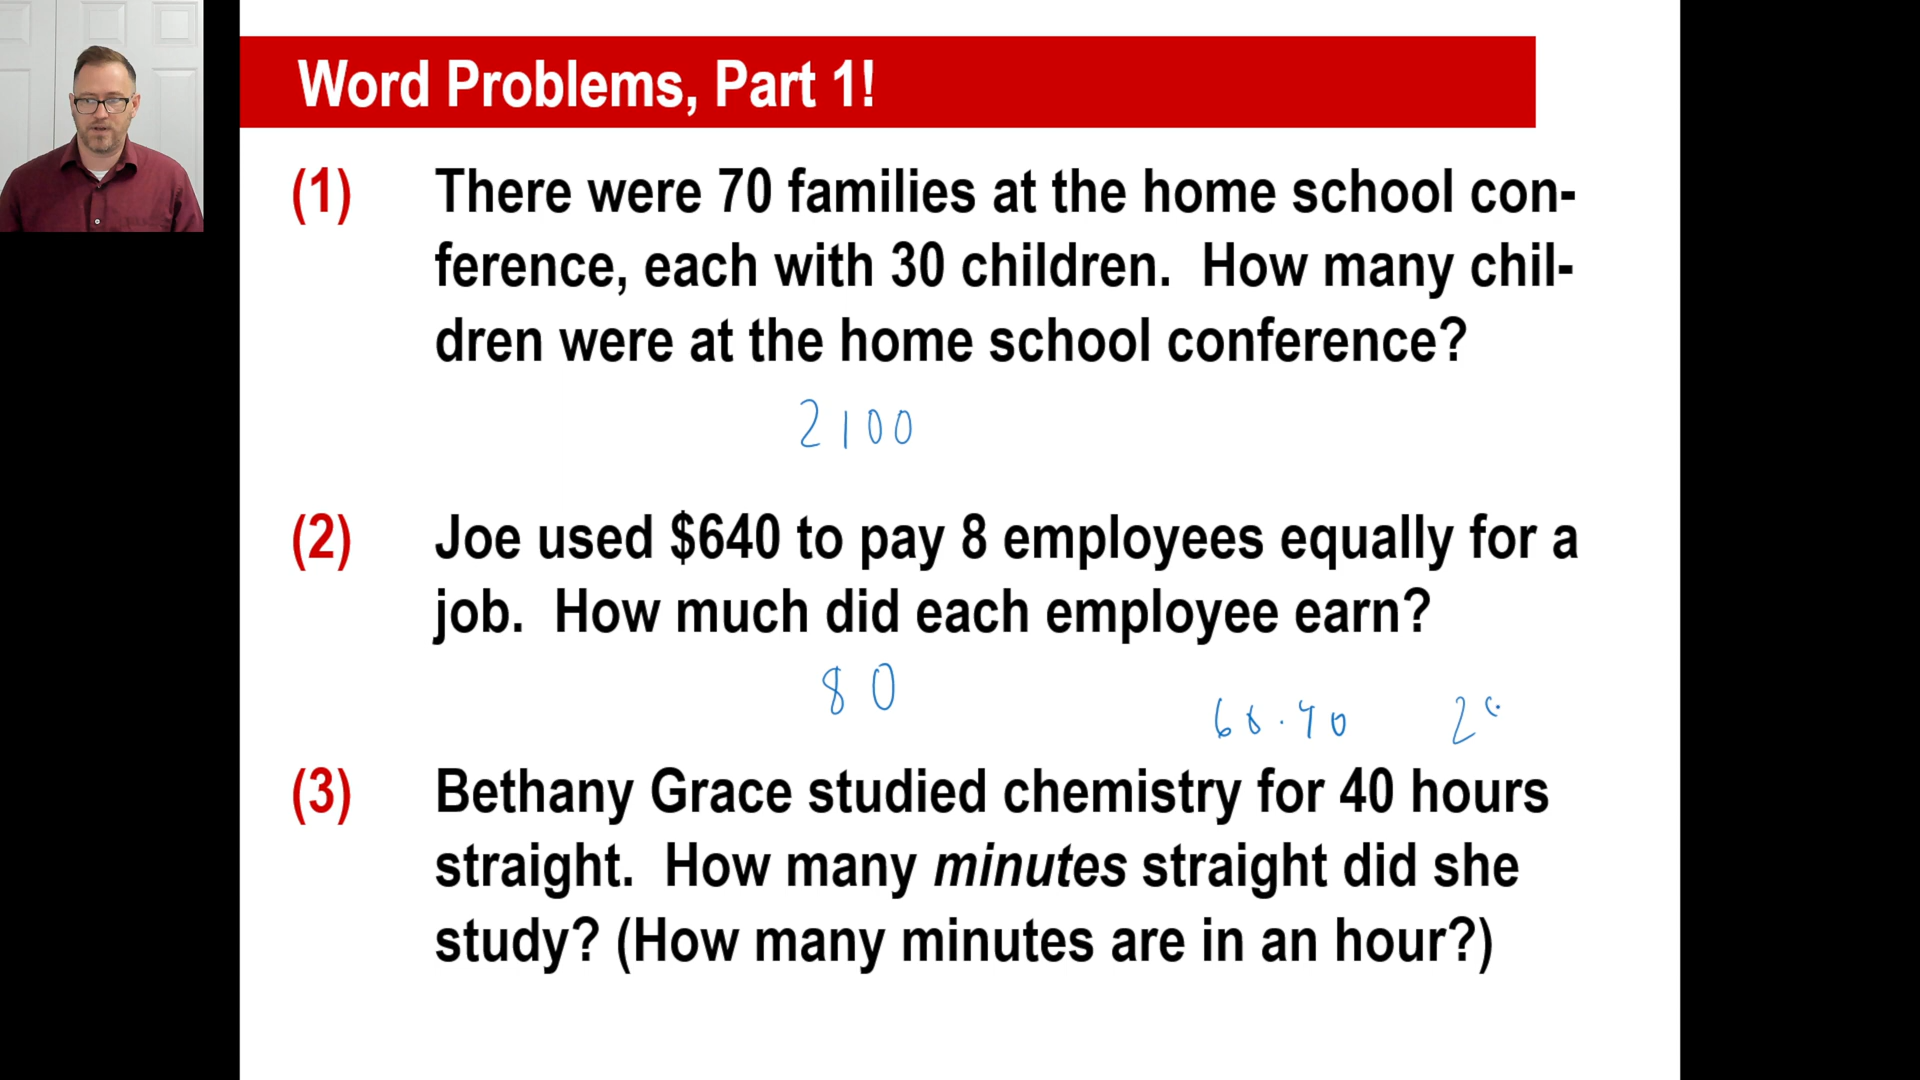 Word Problems, Part 1!
(1) There were 70 families at the home school con-
ference, each with 30 children. How many chil-
dren were at the home school conference?
2100
(2) Joe used $640 to pay 8 employees equally for a
job. How much did each employee earn?
80
60.40 2
(3) Bethany Grace studied chemistry for 40 hours
straight. How many minutes straight did she
study? (How many minutes are in an hour?)